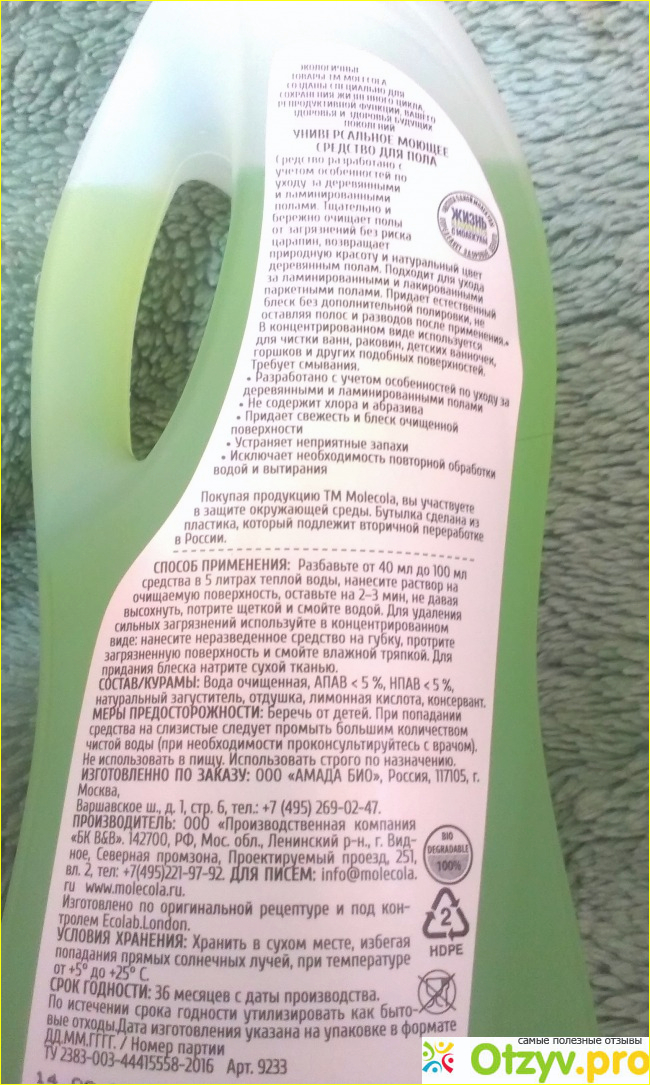 ЭКОЛОГИЧНЫЕ
ТОВАРЫ ТМ MOLECOLA
СОЗДАНЫ СПЕЦИАЛЬНО ДЛЯ
СОХРАНЕНИЯ ЖИЗНЕННОГО ЦИКЛА,
РЕПРОДУКТИВНОЙ ФУНКЦИИ, ВАШЕГО
ЗДОРОВЬЯ И ЗДОРОВЬЯ БУДУЩИХ
ПОКОЛЕНИЙ
УНИВЕРСАЛЬНОЕ МОЮЩЕЕ
СРЕДСТВО ДЛЯ ПОЛА
Средство разработано с
учетом особенностей по
уходу за деревянными
и ламинированными
полами. Тщательно и
бережно очищает полы
от загрязнений без риска
царапин, возвращает
природную красоту и натуральный цвет
деревянным полам. Подходит для ухода
за ламинированными и лакированными
паркетными полами. Придает естественный
блеск без дополнительной полировки, не
оставляя полос и разводов после применения.
В концентрированном виде используется
для чистки ванн, раковин, детских ванночек,
горшков и других подобных поверхностей.
Требует смывания.
• Разработано с учетом особенностей по уходу за
деревянными и ламинированными полами
• Не содержит хлора и абразива
• Придает свежесть и блеск очищенной
поверхности
• Устраняет неприятные запахи
• Исключает необходимость повторной обработки
водой и вытирания
ЖИЗНЬ
С МОЛЕКУЛЫ
Покупая продукцию ТМ Molecola, вы участвуете
в защите окружающей среды. Бутылка сделана из
пластика, который подлежит вторичной переработке
в России.
СПОСОБ ПРИМЕНЕНИЯ: Разбавьте от 40 мл до 100 мл
средства в 5 литрах теплой воды, нанесите раствор на
очищаемую поверхность, оставьте на 2–3 мин, не давая
высохнуть, потрите щеткой и смойте водой. Для удаления
сильных загрязнений используйте в концентрированном
виде: нанесите неразведенное средство на губку, протрите
загрязненную поверхность и смойте влажной тряпкой. Для
придания блеска натрите сухой тканью.
СОСТАВ/КУРАМЫ: Вода очищенная, АПАВ < 5 %, НПАВ < 5 %,
натуральный загуститель, отдушка, лимонная кислота, консервант.
МЕРЫ ПРЕДОСТОРОЖНОСТИ: Беречь от детей. При попадании
средства на слизистые следует промыть большим количеством
чистой воды (при необходимости проконсультируйтесь с врачом).
Не использовать в пищу. Использовать строго по назначению.
ИЗГОТОВЛЕНО ПО ЗАКАЗУ: ООО «АМАДА БИО», Россия, 117105, г.
Москва,
Варшавское ш., д. 1, стр. 6, тел.: +7 (495) 269-02-47.
ПРОИЗВОДИТЕЛЬ: ООО «Производственная компания
«БК В&В». 142700, РФ, Мос. обл., Ленинский р-н, г. Вид-
ное, Северная промзона, Проектируемый проезд, 251,
вл. 2, тел: +7(495)221-97-92. ДЛЯ ПИСЕМ: info@molecola.
ru www.molecola.ru.
Изготовлено по оригинальной рецептуре и под кон-
тролем Ecolab.London.
УСЛОВИЯ ХРАНЕНИЯ: Хранить в сухом месте, избегая
попадания прямых солнечных лучей, при температуре
от +5° до +25° С.
СРОК ГОДНОСТИ: 36 месяцев с даты производства.
По истечении срока годности утилизировать как быто-
вые отходы.Дата изготовления указана на упаковке в формате
ДД.ММ.ГГГГ. / Номер партии
ТУ 2383-003-44415558-2016 Арт. 9233
BIO
DEGRADABLE
100%
2
HDPE
самые полезные отзывы
Otzyv.pro